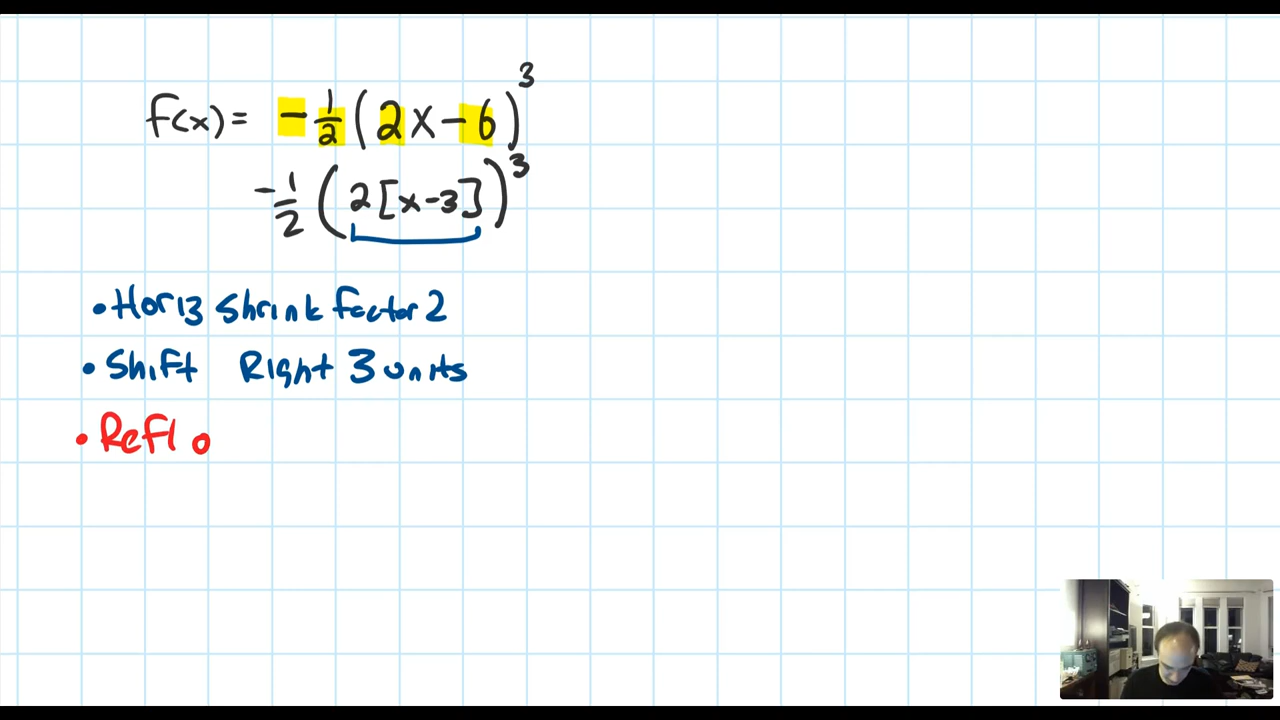 f(x) = -1/2 (2x-6)^3
-1/2 (2[x-3])^3
• Horiz Shrink factor 2
• Shift Right 3 units
• Refl o